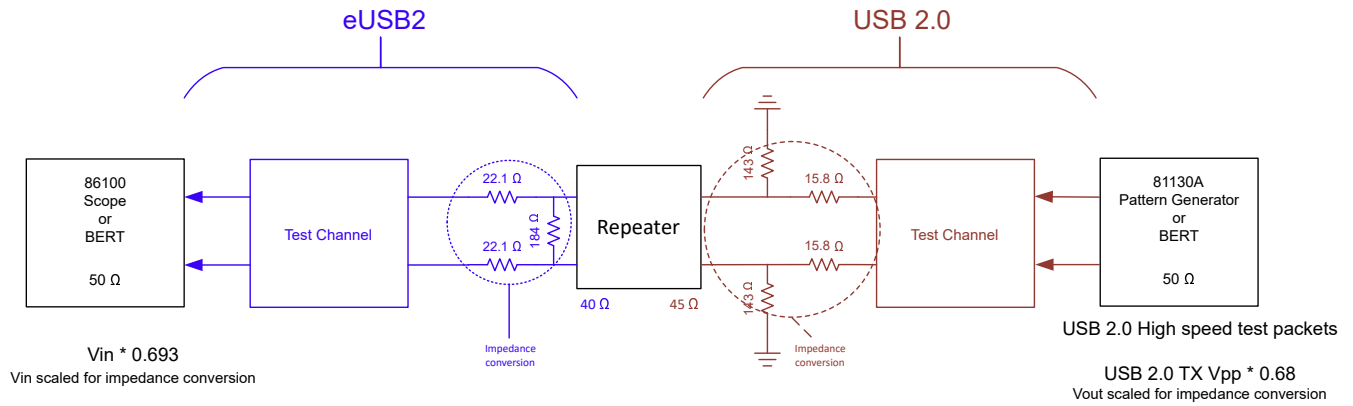 eUSB2
USB 2.0
86100
Scope
or
BERT
50 Ω
Test Channel
22.1 Ω
22.1 Ω
184 Ω
Repeater
40 Ω
45 Ω
143 Ω
143 Ω
15.8 Ω
15.8 Ω
Test Channel
81130A
Pattern Generator
or
BERT
50 Ω
Impedance
conversion
Impedance
conversion
Vin * 0.693
Vin scaled for impedance conversion
USB 2.0 High speed test packets
USB 2.0 TX Vpp * 0.68
Vout scaled for impedance conversion